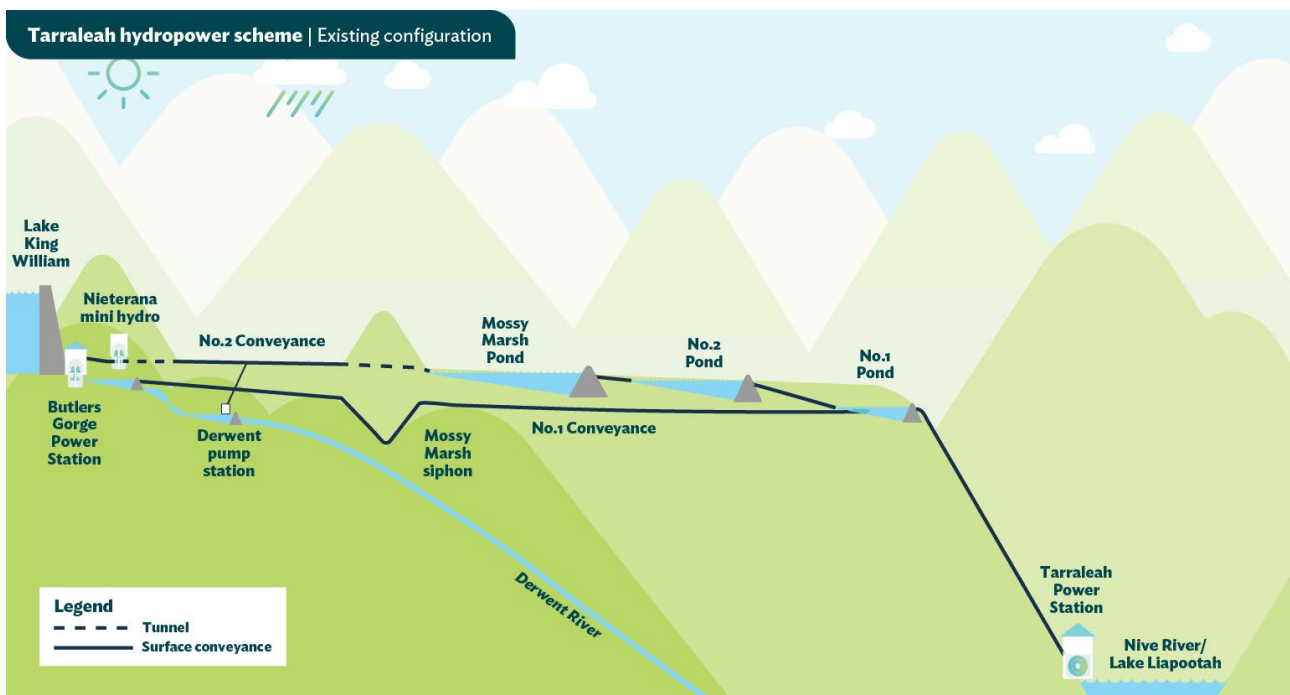 Tarraleah hydropower scheme | Existing configuration
Lake
King
William
Nieterana
mini hydro
No.2 Conveyance
Mossy
Marsh
Pond
No.2
Pond
No.1
Pond
Butlers
Gorge
Power
Station
Derwent
pump
station
Mossy
Marsh
siphon
No.1 Conveyance
Derwent River
Tarraleah
Power
Station
Nive River/
Lake Liapootah
Legend
Tunnel
Surface conveyance